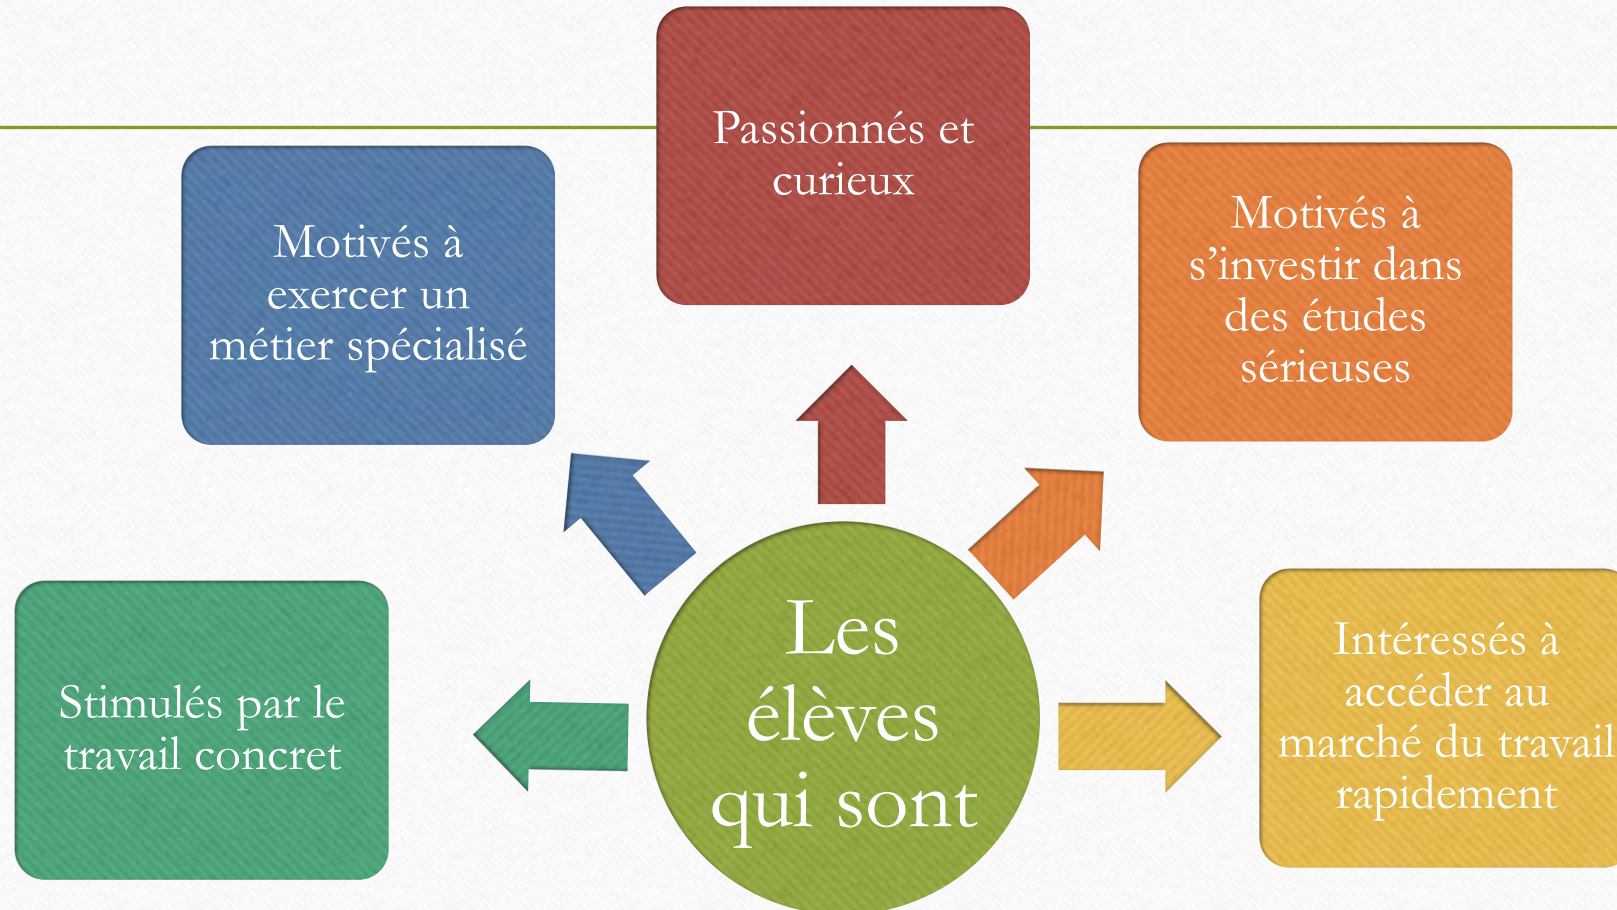 Passionnés et
curieux
Motivés à
exercer un
métier spécialisé
Motivés à
s’investir dans
des études
sérieuses
Stimulés par le
travail concret
Les
élèves
qui sont
Intéressés à
accéder au
marché du travail
rapidement